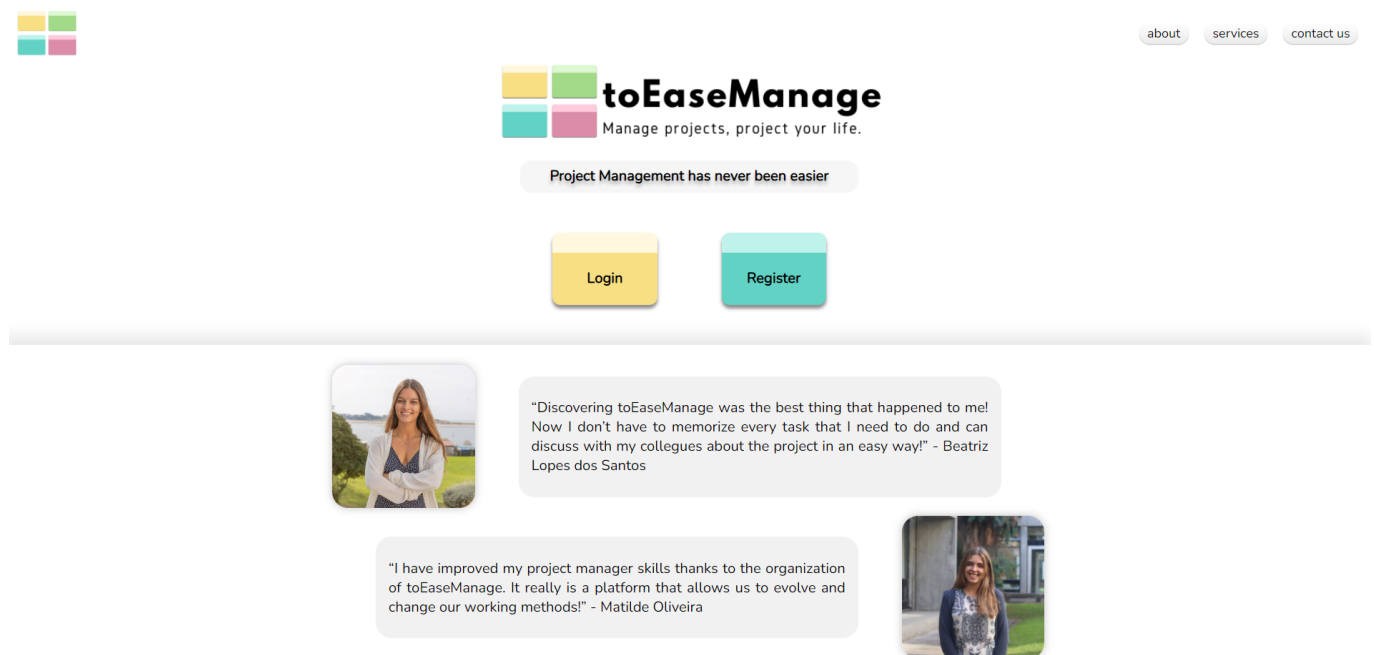 about services contact us
toEaseManage
Manage projects, project your life.
Project Management has never been easier
Login Register
“Discovering toEaseManage was the best thing that happened to me!
Now I don’t have to memorize every task that I need to do and can
discuss with my collegues about the project in an easy way!” - Beatriz
Lopes dos Santos
“I have improved my project manager skills thanks to the organization
of toEaseManage. It really is a platform that allows us to evolve and
change our working methods!” - Matilde Oliveira